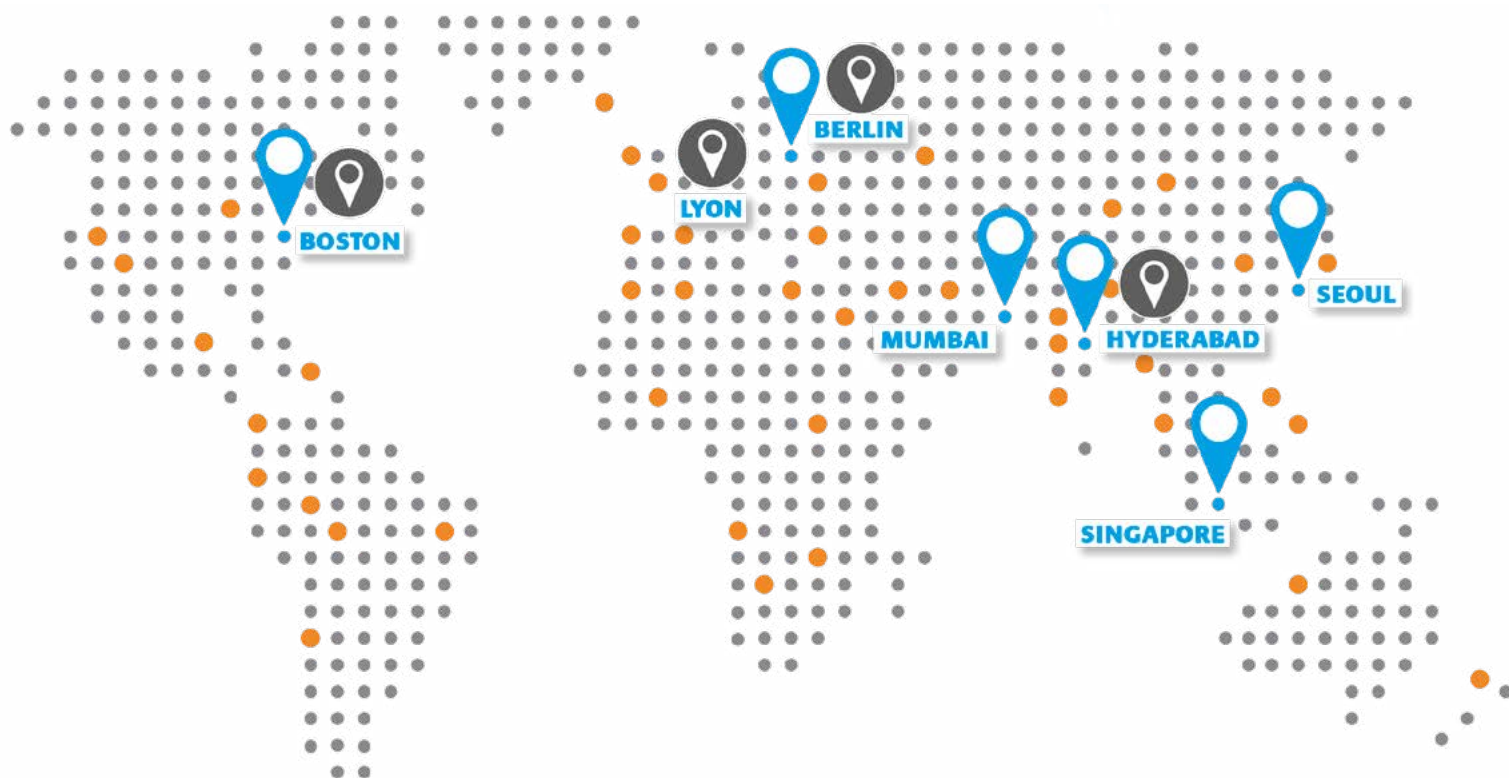 BERLIN
LYON
BOSTON
SEOUL
MUMBAI
HYDERABAD
SINGAPORE